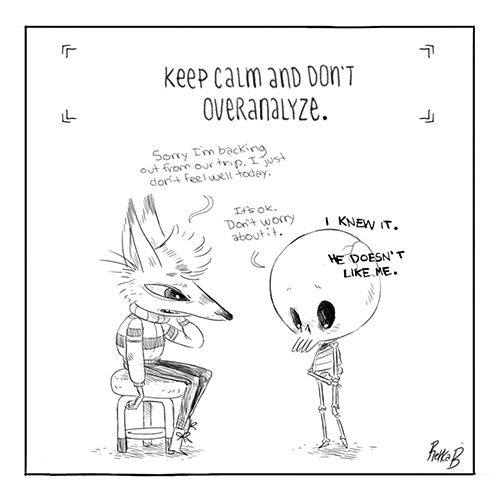 KEEP CALM AND DON'T
OVERANALYZE.
Sorry I'm backing
out from our trip. I just
don't feel well today.
It's ok.
Don't worry
about it.
I KNEW IT.
HE DOESN'T
LIKE ME.